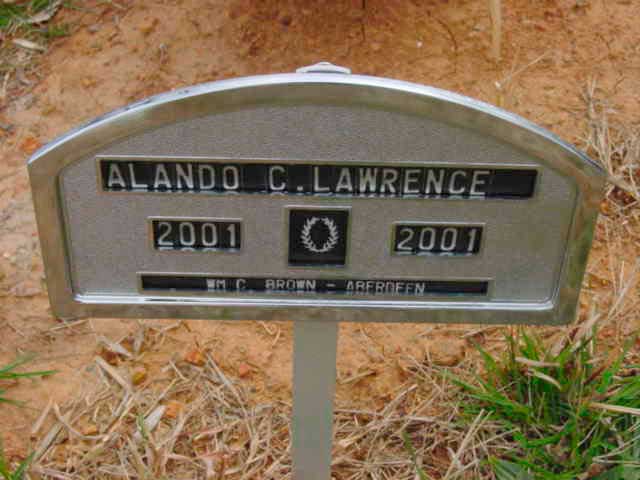 ALANDO C. LAWRENCE
2001 2001
WM C. BROWN - ABERDEEN